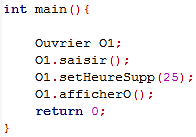 int main(){
Ouvrier O1;
O1.saisir();
O1.setHeureSupp(25);
O1.afficherO();
return 0;
}